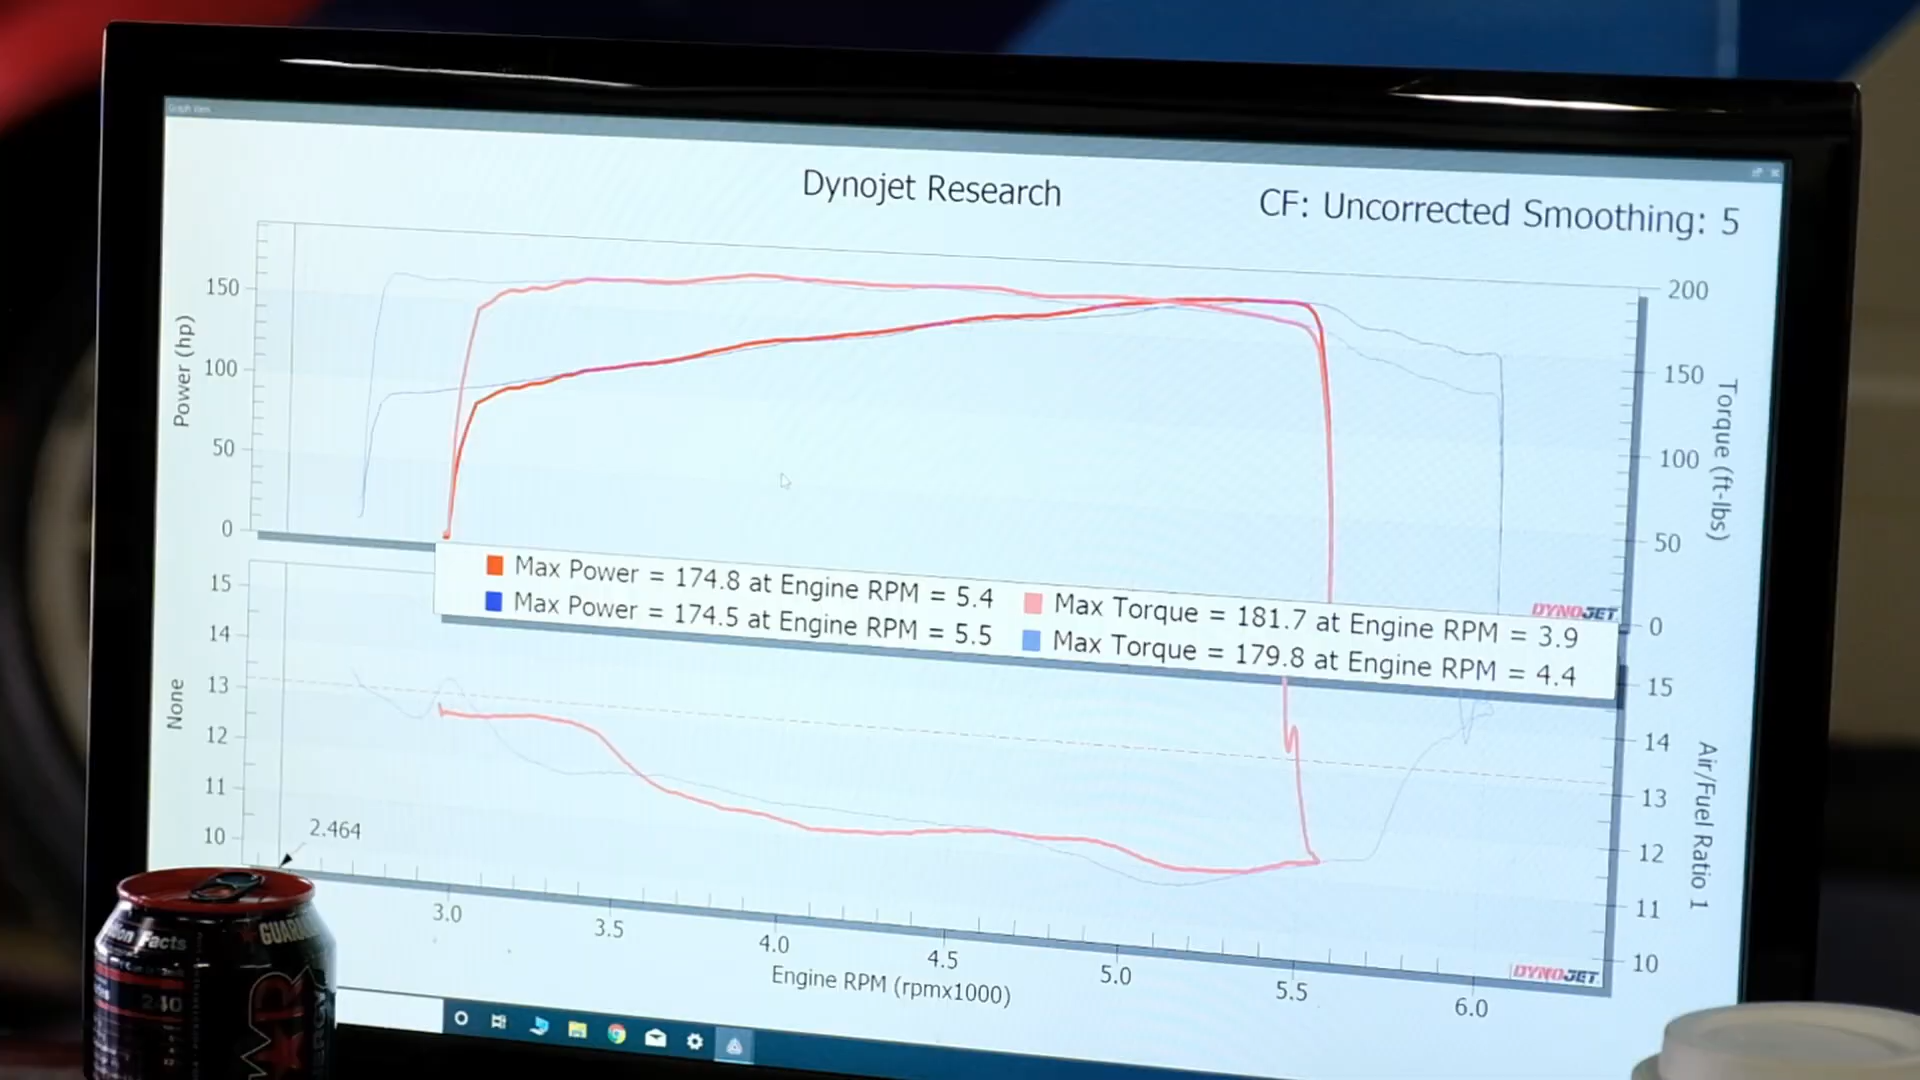 Graph View
Dynojet Research
CF: Uncorrected Smoothing: 5
150
100
50
0
Power (hp)
200
150
100
50
0
Torque (ft-lbs)
Max Power = 174.8 at Engine RPM = 5.4
Max Torque = 181.7 at Engine RPM = 3.9
Max Power = 174.5 at Engine RPM = 5.5
Max Torque = 179.8 at Engine RPM = 4.4
DYNOJET
15
14
13
12
11
10
None
15
14
13
12
11
10
Air/Fuel Ratio 1
2.464
3.0
3.5
4.0
4.5
5.0
5.5
6.0
Engine RPM (rpmx1000)
DYNOJET
Facts
240